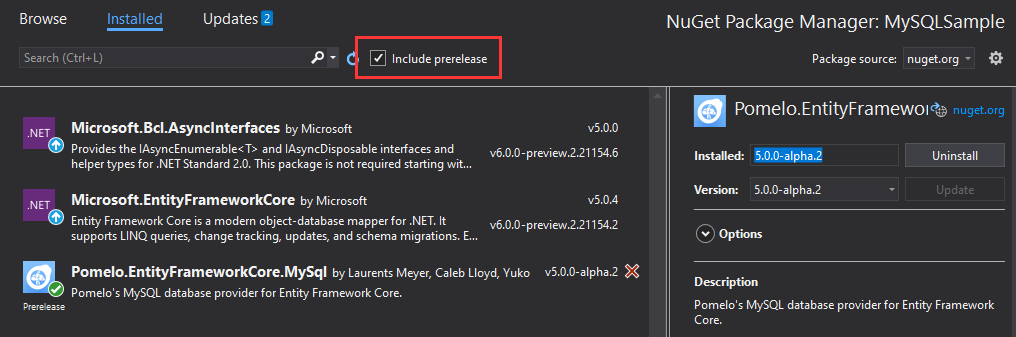 Browse Installed Updates 2 NuGet Package Manager: MySQLSample
Search (Ctrl+L) Include prerelease Package source: nuget.org
.NET Microsoft.Bcl.AsyncInterfaces by Microsoft v5.0.0
Provides the IAsyncEnumerable<T> and IAsyncDisposable interfaces and v6.0.0-preview.2.21154.6
helper types for .NET Standard 2.0. This package is not required starting wit...
.NET Microsoft.EntityFrameworkCore by Microsoft v5.0.4
Entity Framework Core is a modern object-database mapper for .NET. It v6.0.0-preview.2.21154.2
supports LINQ queries, change tracking, updates, and schema migrations. E...
Pomelo.EntityFrameworkCore.MySql by Laurents Meyer, Caleb Lloyd, Yuko v5.0.0-alpha.2
Pomelo's MySQL database provider for Entity Framework Core.
Prerelease
Pomelo.EntityFramewor nuget.org
Installed: 5.0.0-alpha.2 Uninstall
Version: 5.0.0-alpha.2 Update
Options
Description
Pomelo's MySQL database provider for Entity Framework
Core.